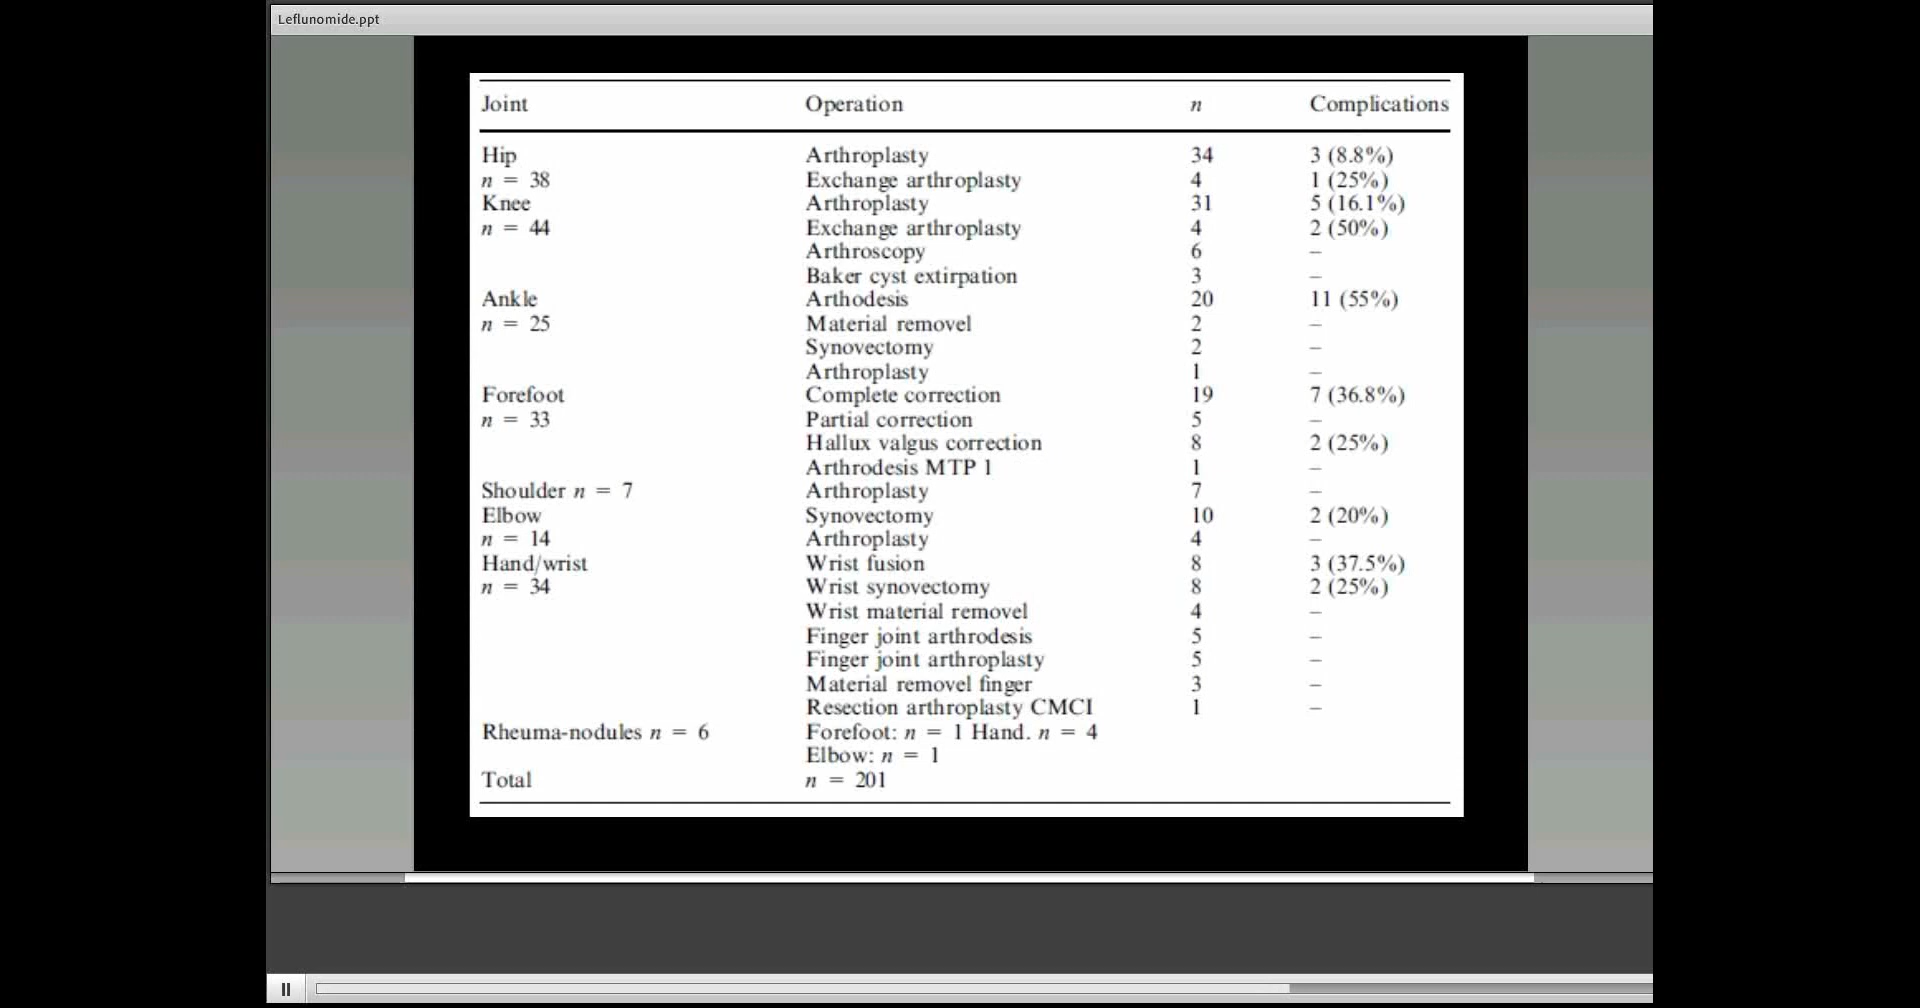 Leflunomide.ppt
Joint Operation n Complications
Hip Arthroplasty 34 3 (8.8%)
n = 38 Exchange arthroplasty 4 1 (25%)
Knee Arthroplasty 31 5 (16.1%)
n = 44 Exchange arthroplasty 4 2 (50%)
Arthroscopy 6 –
Baker cyst extirpation 3 –
Ankle Arthodesis 20 11 (55%)
n = 25 Material removel 2 –
Synovectomy 2 –
Arthroplasty 1 –
Forefoot Complete correction 19 7 (36.8%)
n = 33 Partial correction 5 –
Hallux valgus correction 8 2 (25%)
Arthrodesis MTP 1 1 –
Shoulder n = 7 Arthroplasty 7 –
Elbow Synovectomy 10 2 (20%)
n = 14 Arthroplasty 4 –
Hand/wrist Wrist fusion 8 3 (37.5%)
n = 34 Wrist synovectomy 8 2 (25%)
Wrist material removel 4 –
Finger joint arthrodesis 5 –
Finger joint arthroplasty 5 –
Material removel finger 3 –
Resection arthroplasty CMCI 1 –
Rheuma-nodules n = 6 Forefoot: n = 1 Hand. n = 4
Elbow: n = 1
Total n = 201